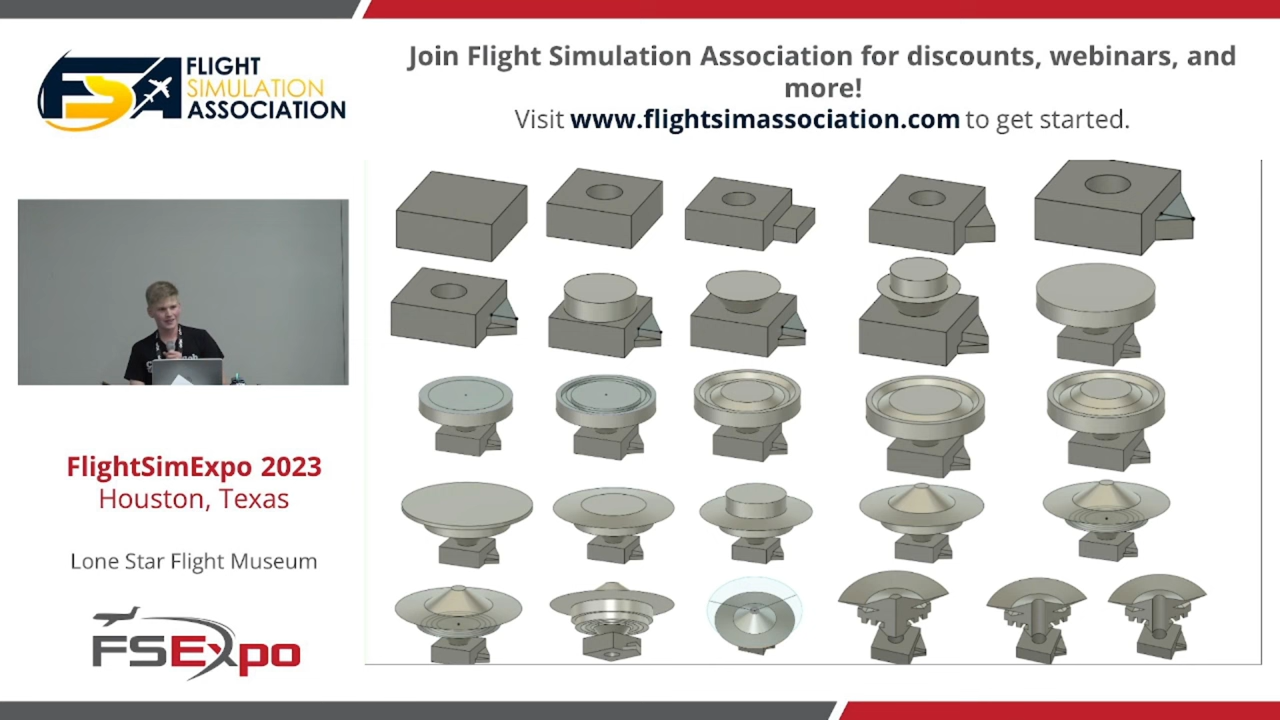 FLIGHT
SIMULATION
ASSOCIATION
Join Flight Simulation Association for discounts, webinars, and
more!
Visit www.flightsimassociation.com to get started.
FlightSimExpo 2023
Houston, Texas
Lone Star Flight Museum
FSExpo